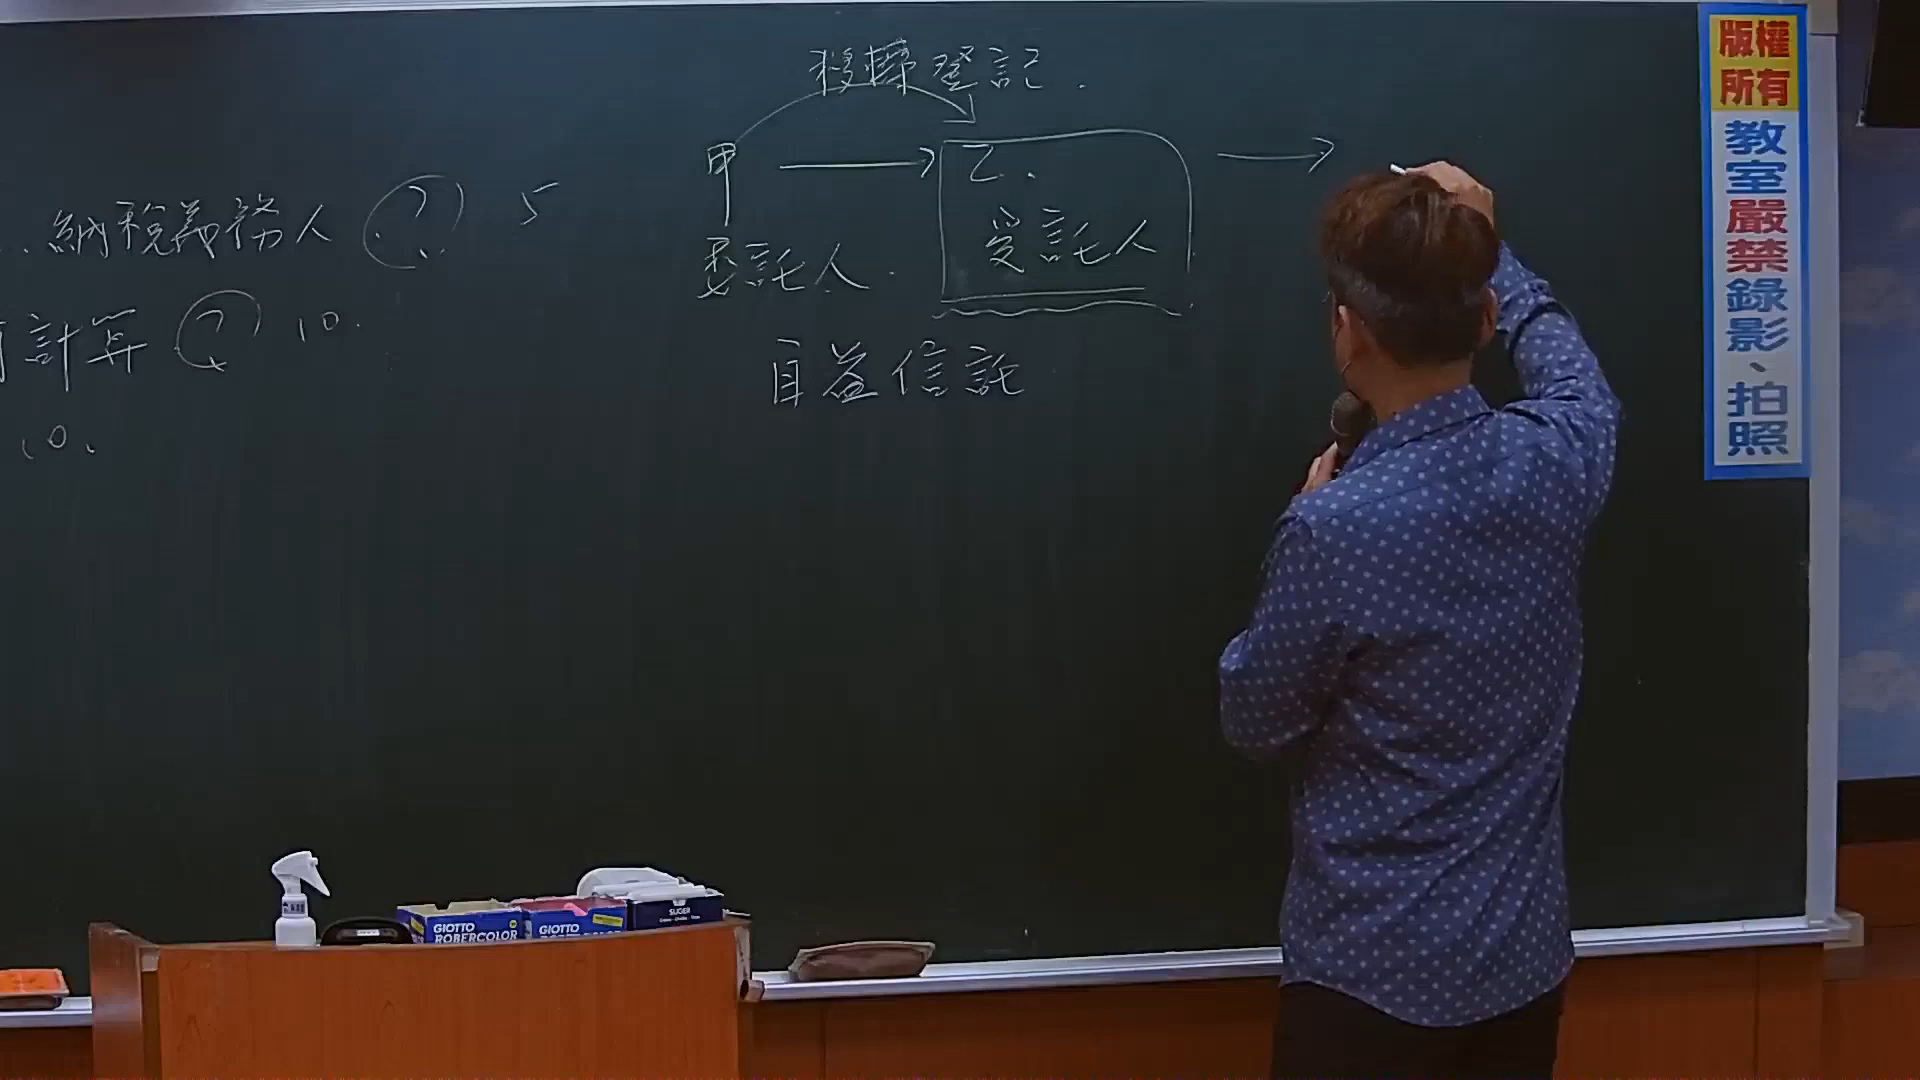 移轉登記.
甲 → 乙. →
委託人. 受託人
自益信託
納稅義務人 (?) 5
計算 (?) 10.
10.
版權
所有
教室嚴禁錄影、拍照
GIOTTO
ROBERCOLOR
GIOTTO